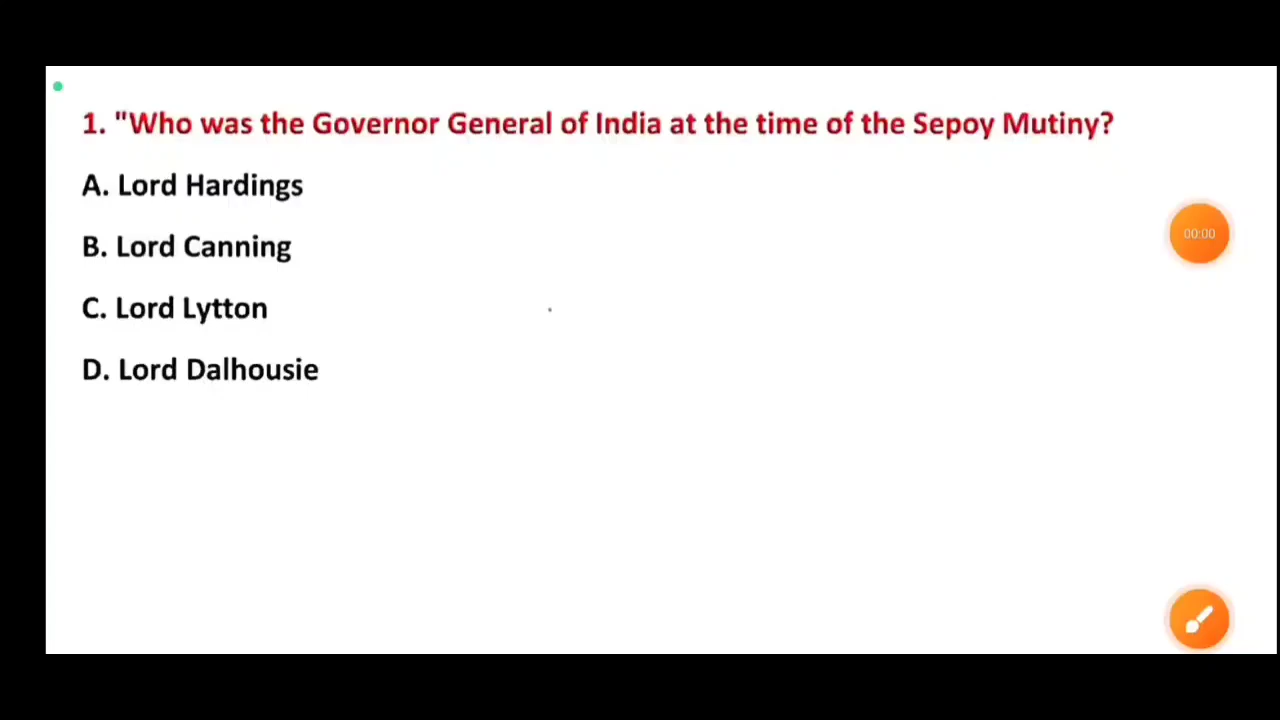 1. "Who was the Governor General of India at the time of the Sepoy Mutiny?
A. Lord Hardings
B. Lord Canning
00:00
C. Lord Lytton
D. Lord Dalhousie